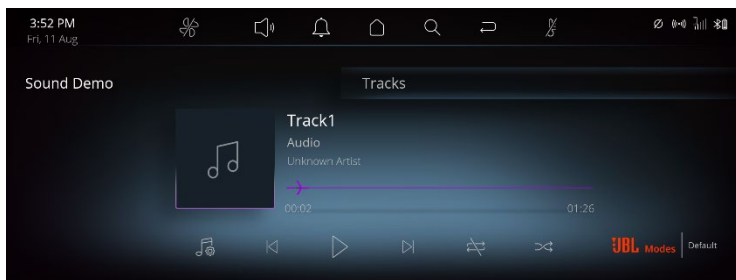 3:52 PM
Fri, 11 Aug
Sound Demo
Tracks
Track1
Audio
Unknown Artist
00:02
01:26
JBL Modes Default